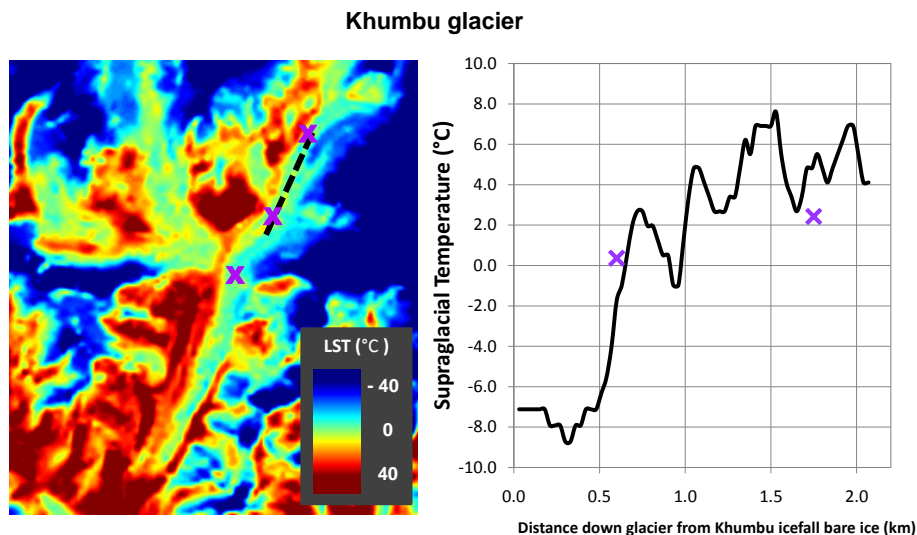 Khumbu glacier
LST (°C )
- 40
0
40
Supraglacial Temperature (°C)
10.0
8.0
6.0
4.0
2.0
0.0
-2.0
-4.0
-6.0
-8.0
-10.0
0.0 0.5 1.0 1.5 2.0
Distance down glacier from Khumbu icefall bare ice (km)